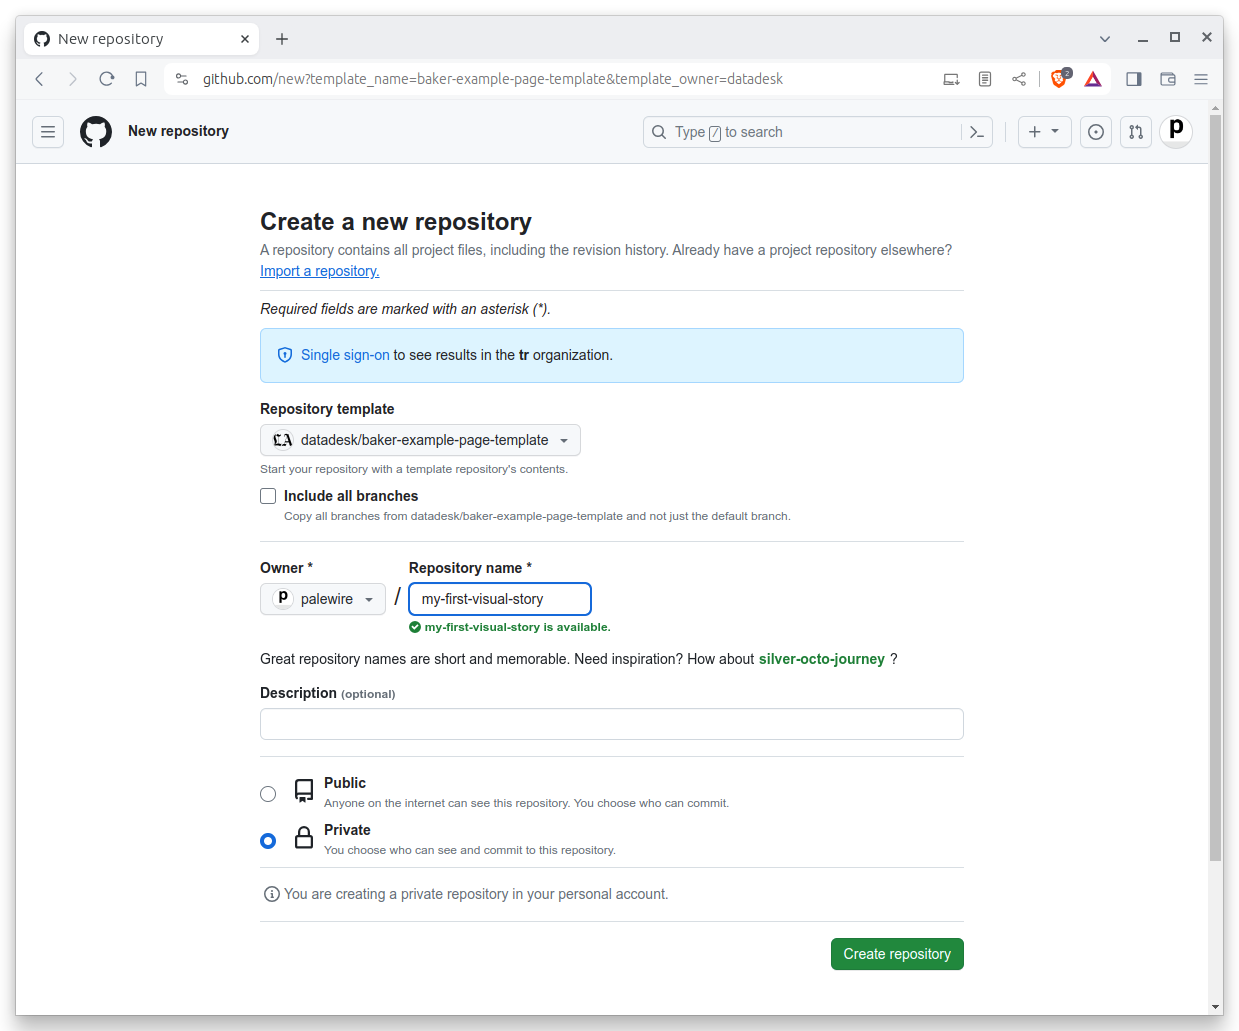 New repository
github.com/new?template_name=baker-example-page-template&template_owner=datadesk
2
New repository
Type / to search
p
Create a new repository
A repository contains all project files, including the revision history. Already have a project repository elsewhere?
Import a repository.
Required fields are marked with an asterisk (*).
Single sign-on to see results in the tr organization.
Repository template
LA datadesk/baker-example-page-template
Start your repository with a template repository's contents.
Include all branches
Copy all branches from datadesk/baker-example-page-template and not just the default branch.
Owner * Repository name *
p palewire / my-first-visual-story
my-first-visual-story is available.
Great repository names are short and memorable. Need inspiration? How about silver-octo-journey ?
Description (optional)
Public
Anyone on the internet can see this repository. You choose who can commit.
Private
You choose who can see and commit to this repository.
You are creating a private repository in your personal account.
Create repository